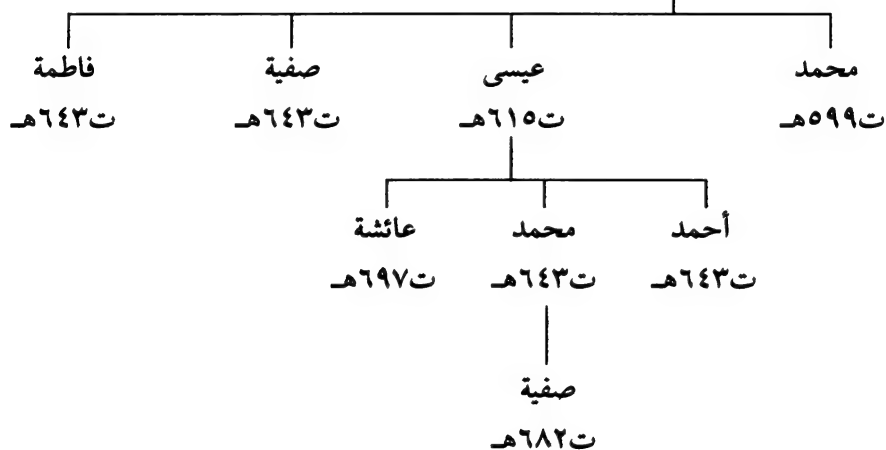 محمد عيسى صفية فاطمة
ت٥٩٩هـ ت٦١٥هـ ت٦٤٣هـ ت٦٤٣هـ
أحمد محمد عائشة
ت٦٤٣هـ ت٦٤٣هـ ت٦٩٧هـ
صفية
ت٦٨٢هـ